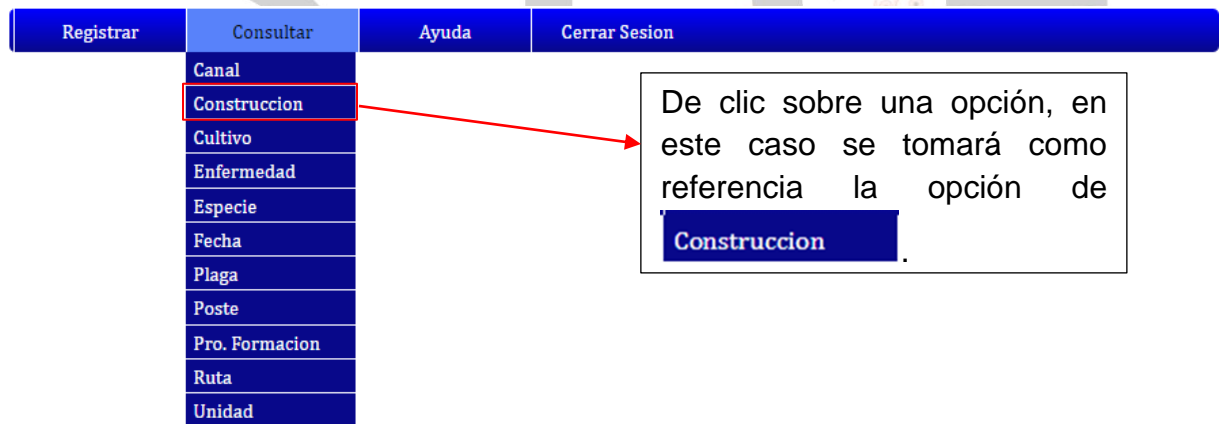 Registrar Consultar Ayuda Cerrar Sesion
Canal
Construccion
Cultivo
Enfermedad
Especie
Fecha
Plaga
Poste
Pro. Formacion
Ruta
Unidad
De clic sobre una opción, en
este caso se tomará como
referencia la opción de
Construccion .